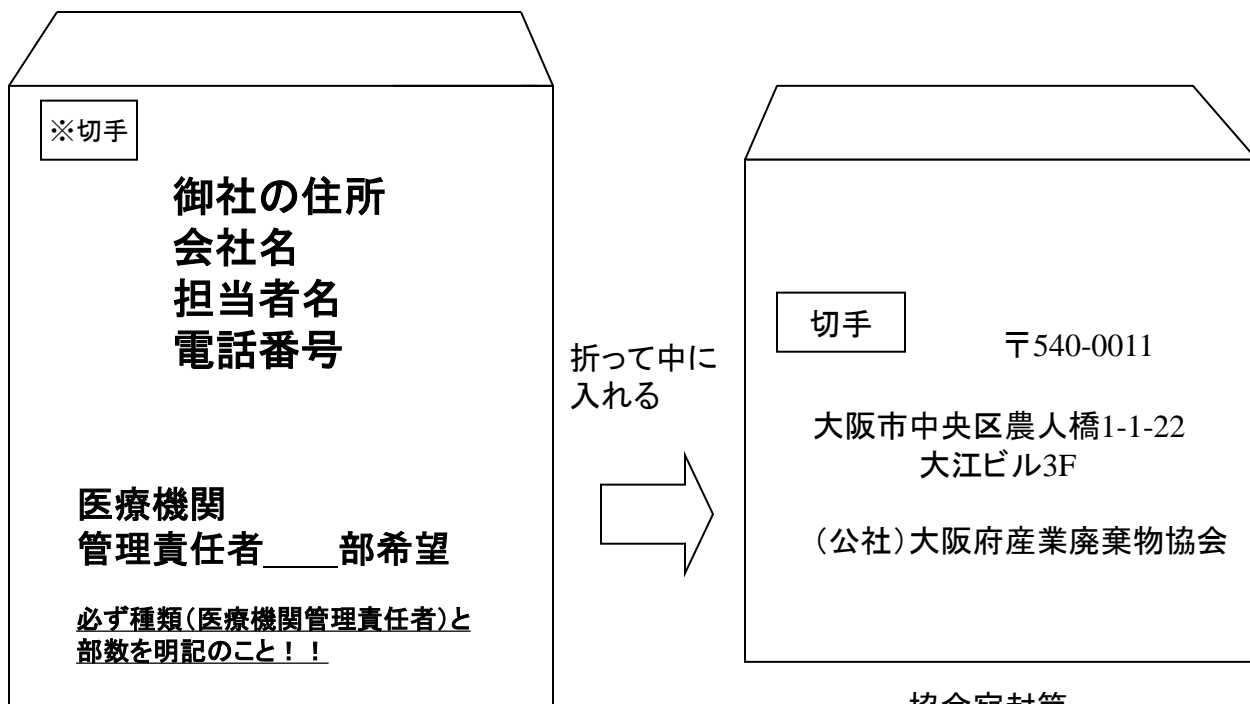 ※切手
御社の住所
会社名
担当者名
電話番号
医療機関
管理責任者____部希望
必ず種類（医療機関管理責任者）と
部数を明記のこと！！
折って中に
入れる
切手
〒540-0011
大阪市中央区農人橋1-1-22
大江ビル3F
（公社）大阪府産業廃棄物協会